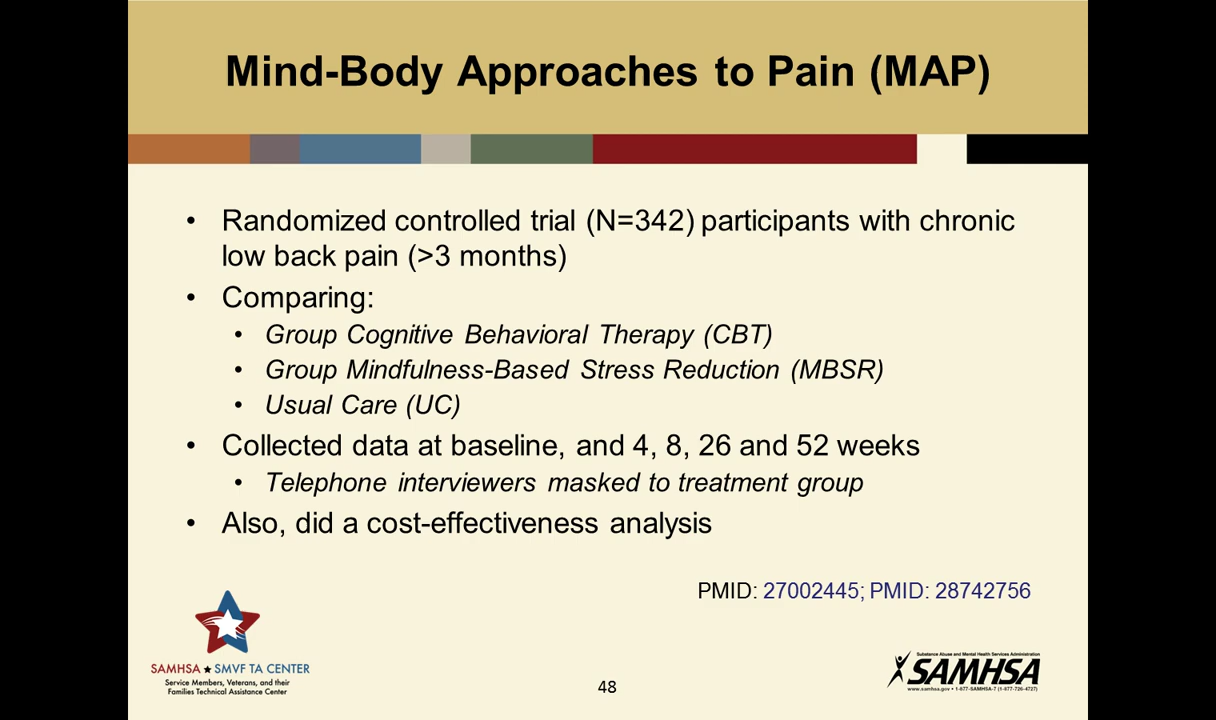 Mind-Body Approaches to Pain (MAP)
• Randomized controlled trial (N=342) participants with chronic
low back pain (>3 months)
• Comparing:
• Group Cognitive Behavioral Therapy (CBT)
• Group Mindfulness-Based Stress Reduction (MBSR)
• Usual Care (UC)
• Collected data at baseline, and 4, 8, 26 and 52 weeks
• Telephone interviewers masked to treatment group
• Also, did a cost-effectiveness analysis
PMID: 27002445; PMID: 28742756
SAMHSA ★ SMVF TA CENTER
Service Members, Veterans, and their
Families Technical Assistance Center
48
Substance Abuse and Mental Health Services Administration
SAMHSA
www.samhsa.gov • 1-877-SAMHSA-7 (1-877-726-4727)